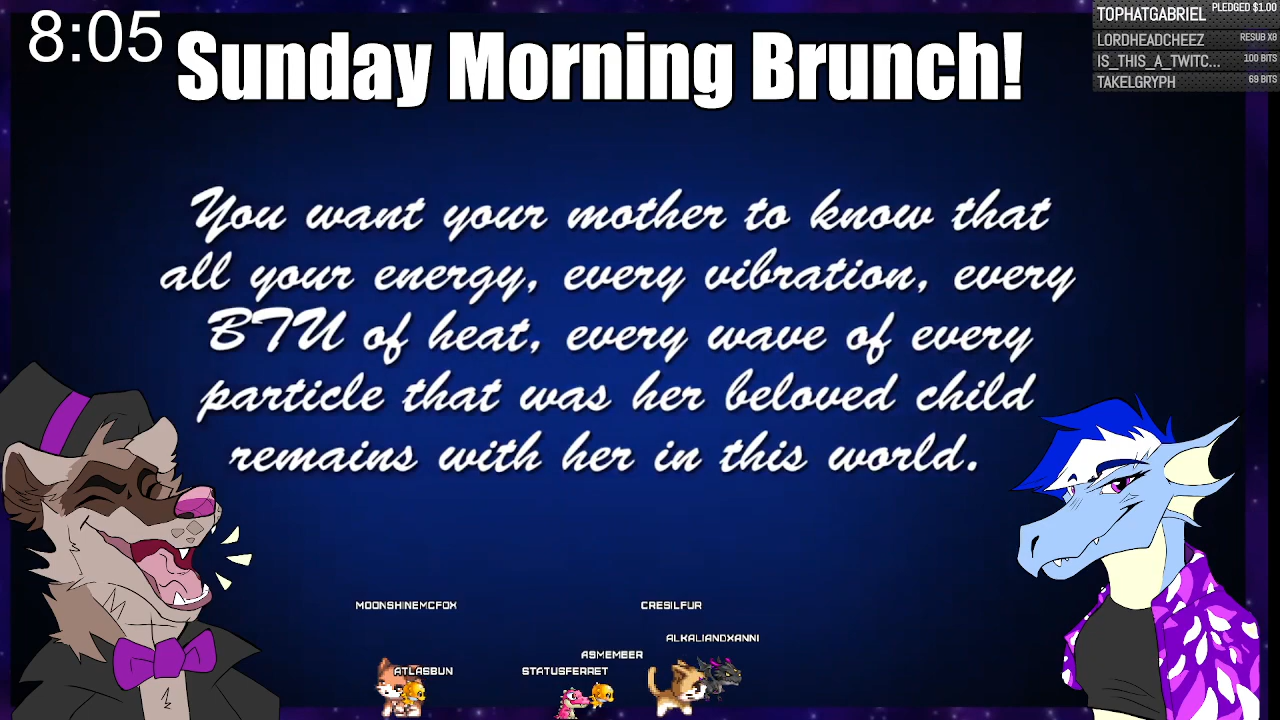 8:05
Sunday Morning Brunch!
PLEDGED $1.00
TOPHATGABRIEL
LORDHEADCHEEZ RESUB X8
IS_THIS_A_TWITC... 100 BITS
TAKELGRYPH 69 BITS
You want your mother to know that
all your energy, every vibration, every
BTU of heat, every wave of every
particle that was her beloved child
remains with her in this world.
MOONSHINEMCFOX
CRESILFUR
ALKALIANDXANNI
ASMEMEER
ATLASBUN
STATUSFERRET